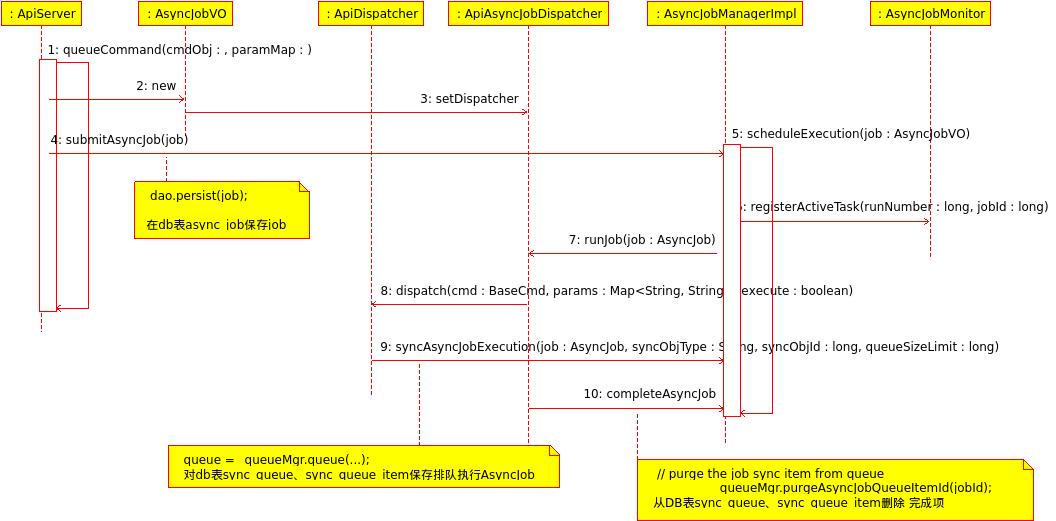 : ApiServer
: AsyncJobVO
: ApiDispatcher
: ApiAsyncJobDispatcher
: AsyncJobManagerImpl
: AsyncJobMonitor
1: queueCommand(cmdObj : , paramMap : )
2: new
3: setDispatcher
5: scheduleExecution(job : AsyncJobVO)
4: submitAsyncJob(job)
dao.persist(job);
在db表async_job保存job
: registerActiveTask(runNumber : long, jobId : long)
7: runJob(job : AsyncJob)
8: dispatch(cmd : BaseCmd, params : Map<String, String execute : boolean)
9: syncAsyncJobExecution(job : AsyncJob, syncObjType : S ng, syncObjId : long, queueSizeLimit : long)
10: completeAsyncJob
queue = queueMgr.queue(...);
对db表sync_queue、sync_queue_item保存排队执行AsyncJob
// purge the job sync item from queue
queueMgr.purgeAsyncJobQueueItemId(jobId);
从DB表sync_queue、sync_queue_item删除 完成项